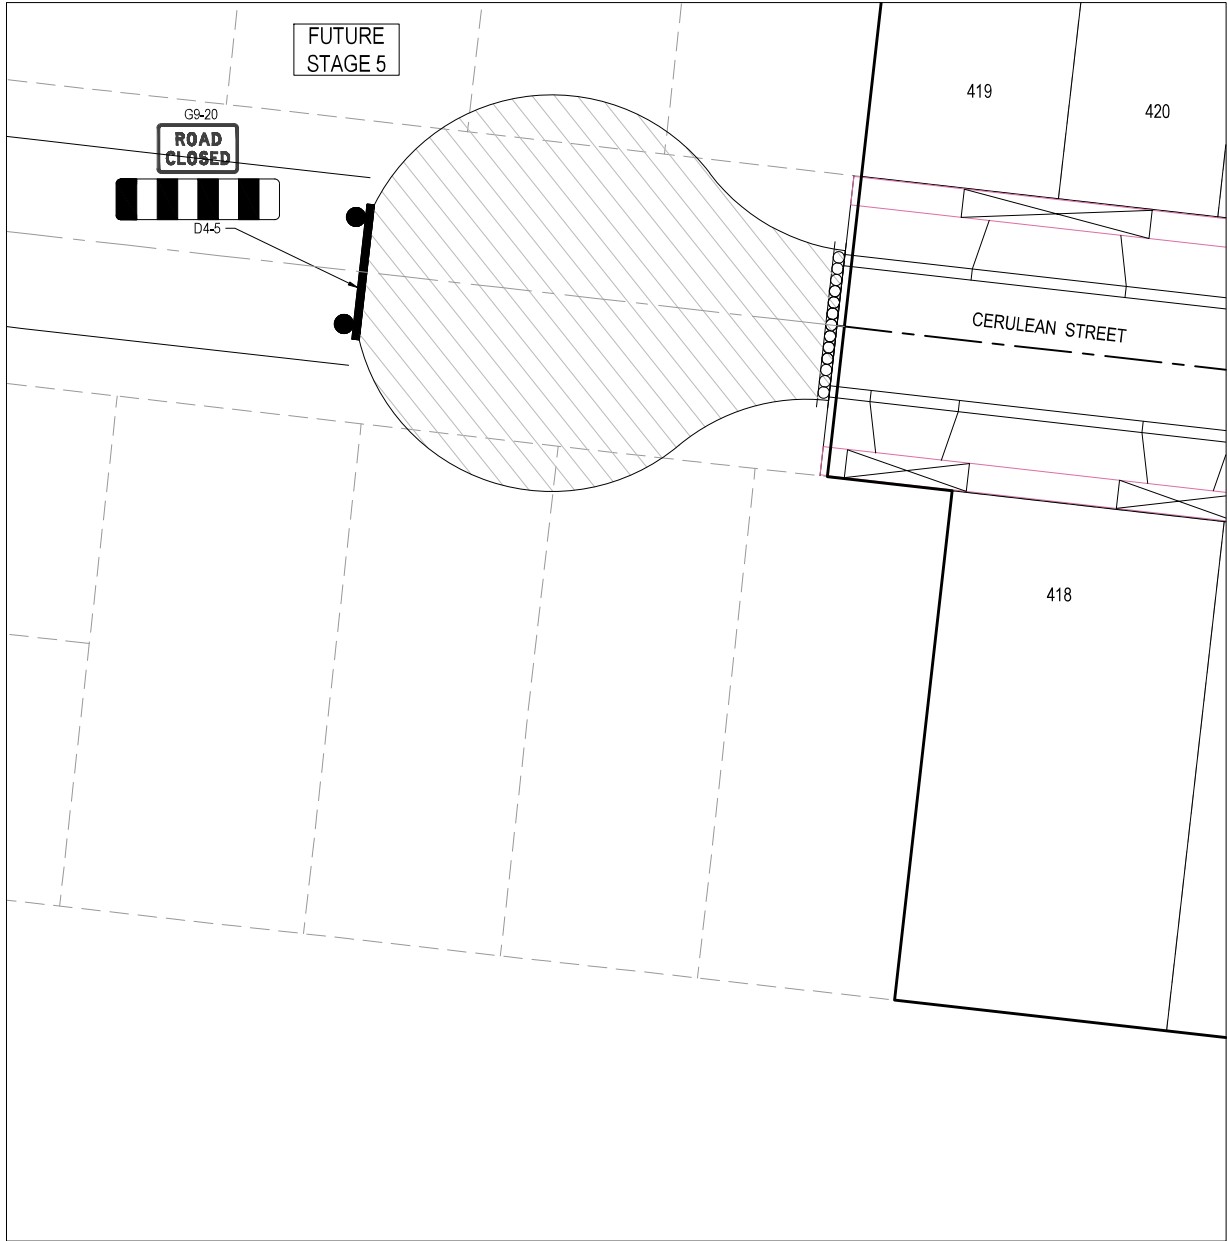 FUTURE
STAGE 5
G9-20
ROAD
CLOSED
D4-5
419
420
CERULEAN STREET
418